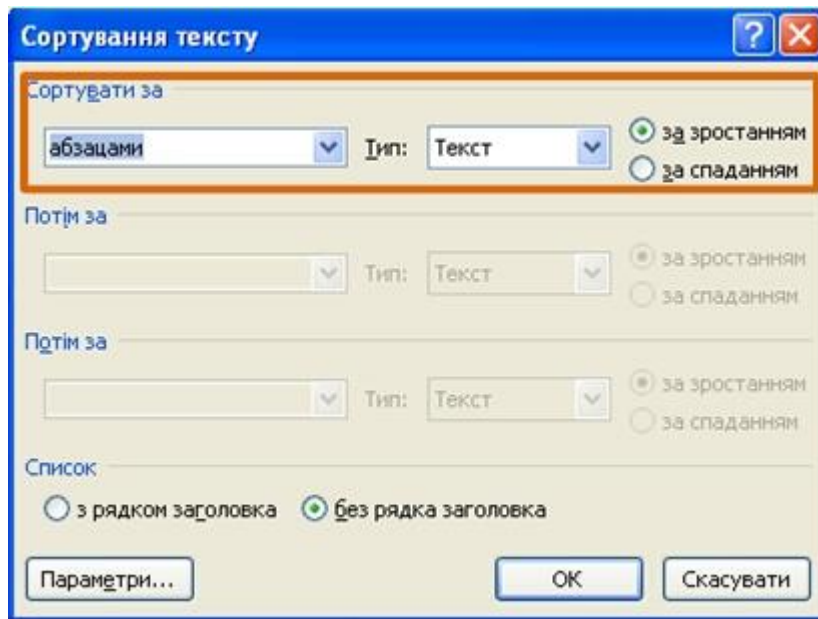 Сортування тексту
Сортувати за
абзацами Тип: Текст за зростанням
за спаданням
Потім за
Тип: Текст за зростанням
за спаданням
Потім за
Тип: Текст за зростанням
за спаданням
Список
з рядком заголовка без рядка заголовка
Параметри... ОК Скасувати